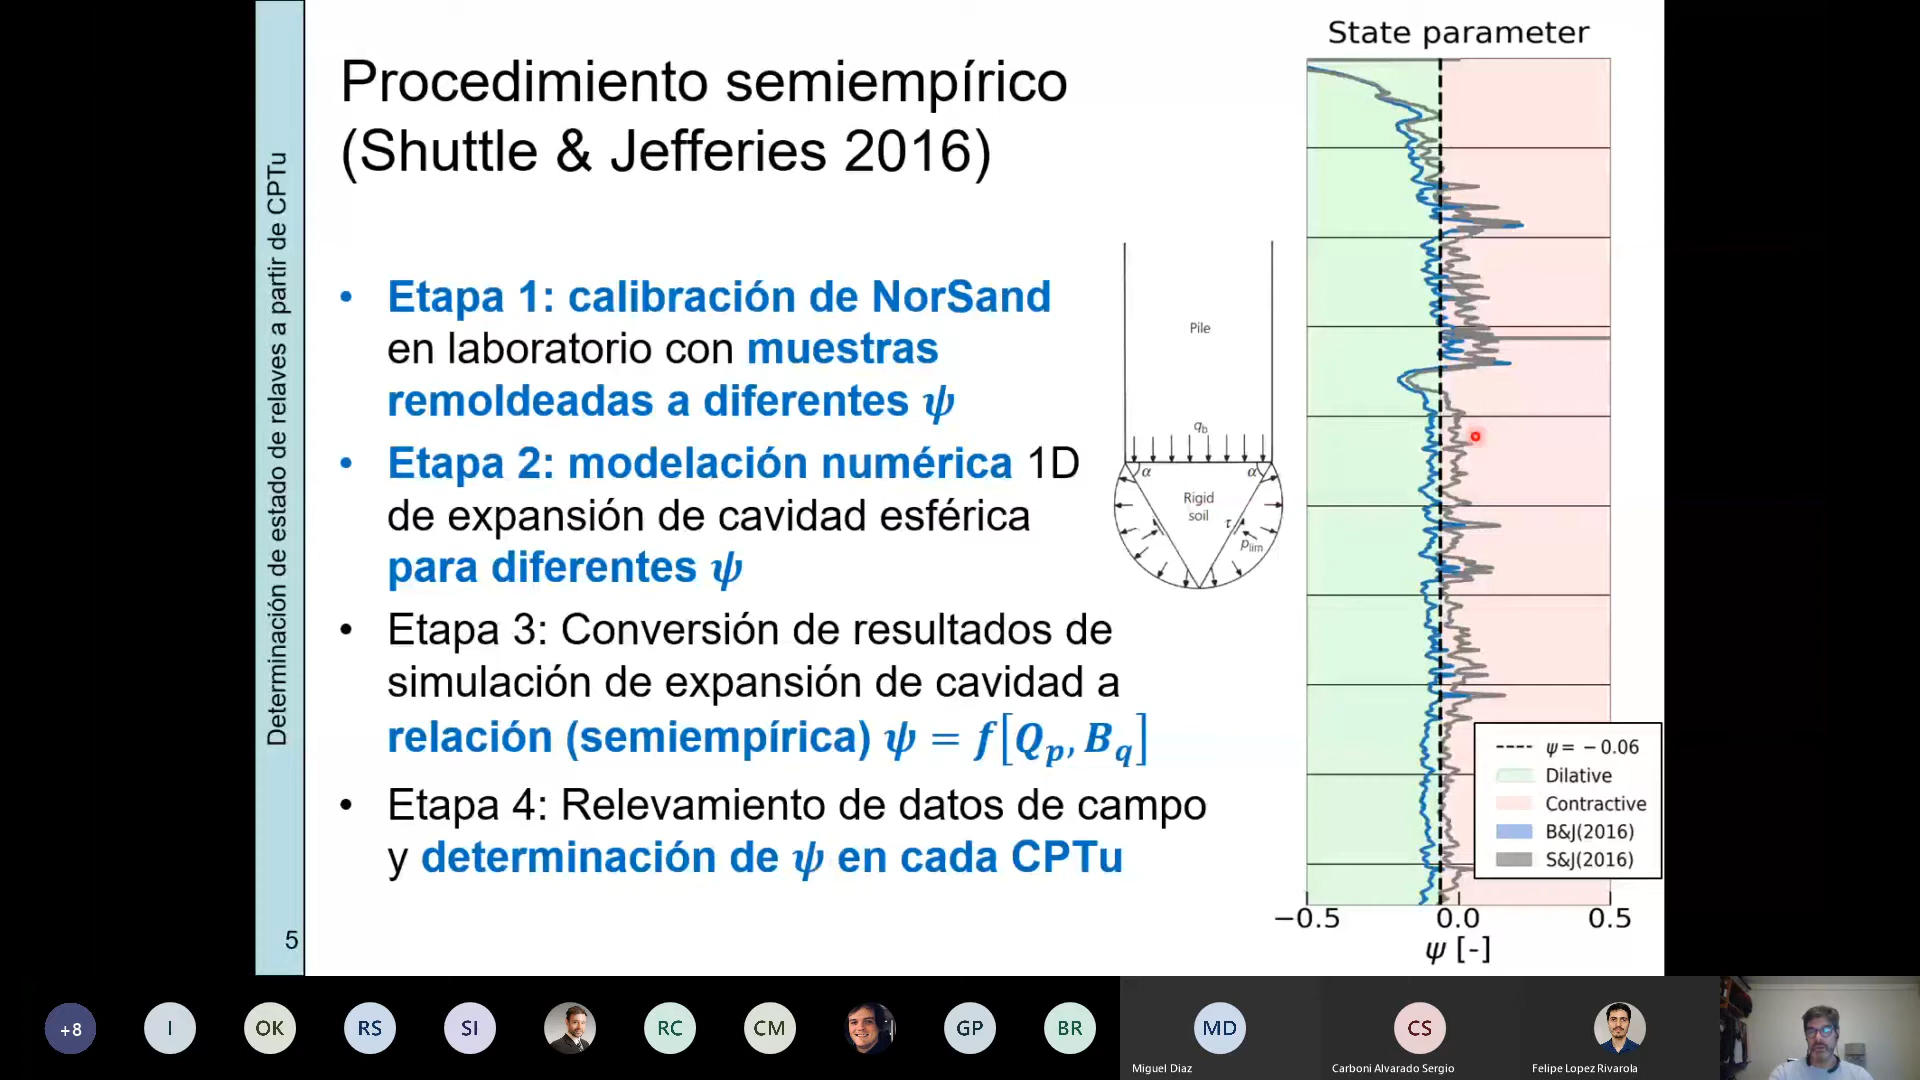 Determinación de estado de relaves a partir de CPTu
5
Procedimiento semiempírico
(Shuttle & Jefferies 2016)
• Etapa 1: calibración de NorSand
en laboratorio con muestras
remoldeadas a diferentes ψ
• Etapa 2: modelación numérica 1D
de expansión de cavidad esférica
para diferentes ψ
• Etapa 3: Conversión de resultados de
simulación de expansión de cavidad a
relación (semiempírica) ψ = f[Qp, Bq]
• Etapa 4: Relevamiento de datos de campo
y determinación de ψ en cada CPTu
Pile
qb
α α
Rigid
soil
τ
plim
State parameter
ψ = −0.06
Dilative
Contractive
B&J(2016)
S&J(2016)
−0.5 0.0 0.5
ψ [-]
+8 I OK RS SI RC CM GP BR MD CS
Miguel Diaz Carboni Alvarado Sergio Felipe Lopez Rivarola